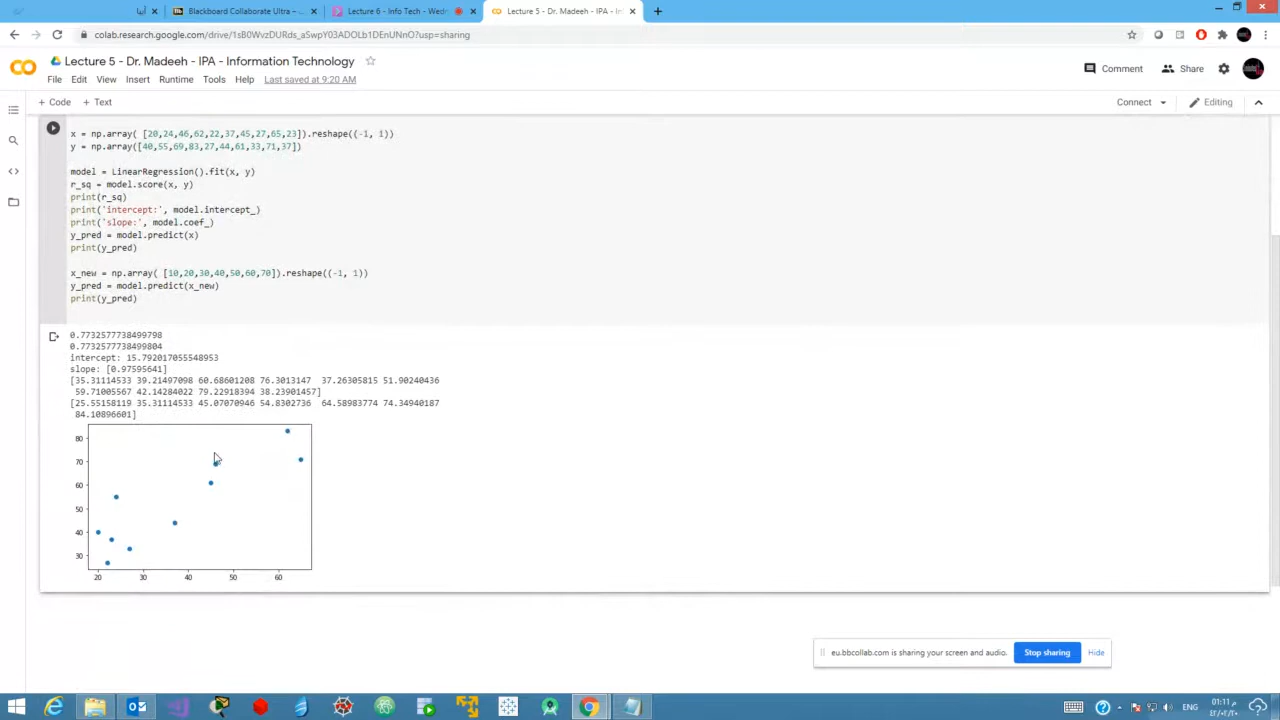 Blackboard Collaborate Ultra –
Lecture 6 - Info Tech - Wedn
Lecture 5 - Dr. Madeeh - IPA - In
colab.research.google.com/drive/1sB0WvzDURds_aSwpY03ADOLb1DEnUNnO?usp=sharing
Lecture 5 - Dr. Madeeh - IPA - Information Technology
File Edit View Insert Runtime Tools Help Last saved at 9:20 AM
Comment Share
+ Code + Text
Connect Editing
x = np.array( [20,24,46,62,22,37,45,27,65,23]).reshape((-1, 1))
y = np.array([40,55,69,83,27,44,61,33,71,37])
model = LinearRegression().fit(x, y)
r_sq = model.score(x, y)
print(r_sq)
print('intercept:', model.intercept_)
print('slope:', model.coef_)
y_pred = model.predict(x)
print(y_pred)
x_new = np.array( [10,20,30,40,50,60,70]).reshape((-1, 1))
y_pred = model.predict(x_new)
print(y_pred)
0.7732577738499798
0.7732577738499804
intercept: 15.792017055548953
slope: [0.97595641]
[35.31114533 39.21497098 60.68601208 76.3013147 37.26305815 51.90240436
59.71005567 42.14284022 79.22918394 38.23901457]
[25.55158119 35.31114533 45.07070946 54.8302736 64.58983774 74.34940187
84.10896601]
80
70
60
50
40
30
20 30 40 50 60
eu.bbcollab.com is sharing your screen and audio.
Stop sharing
Hide
ENG